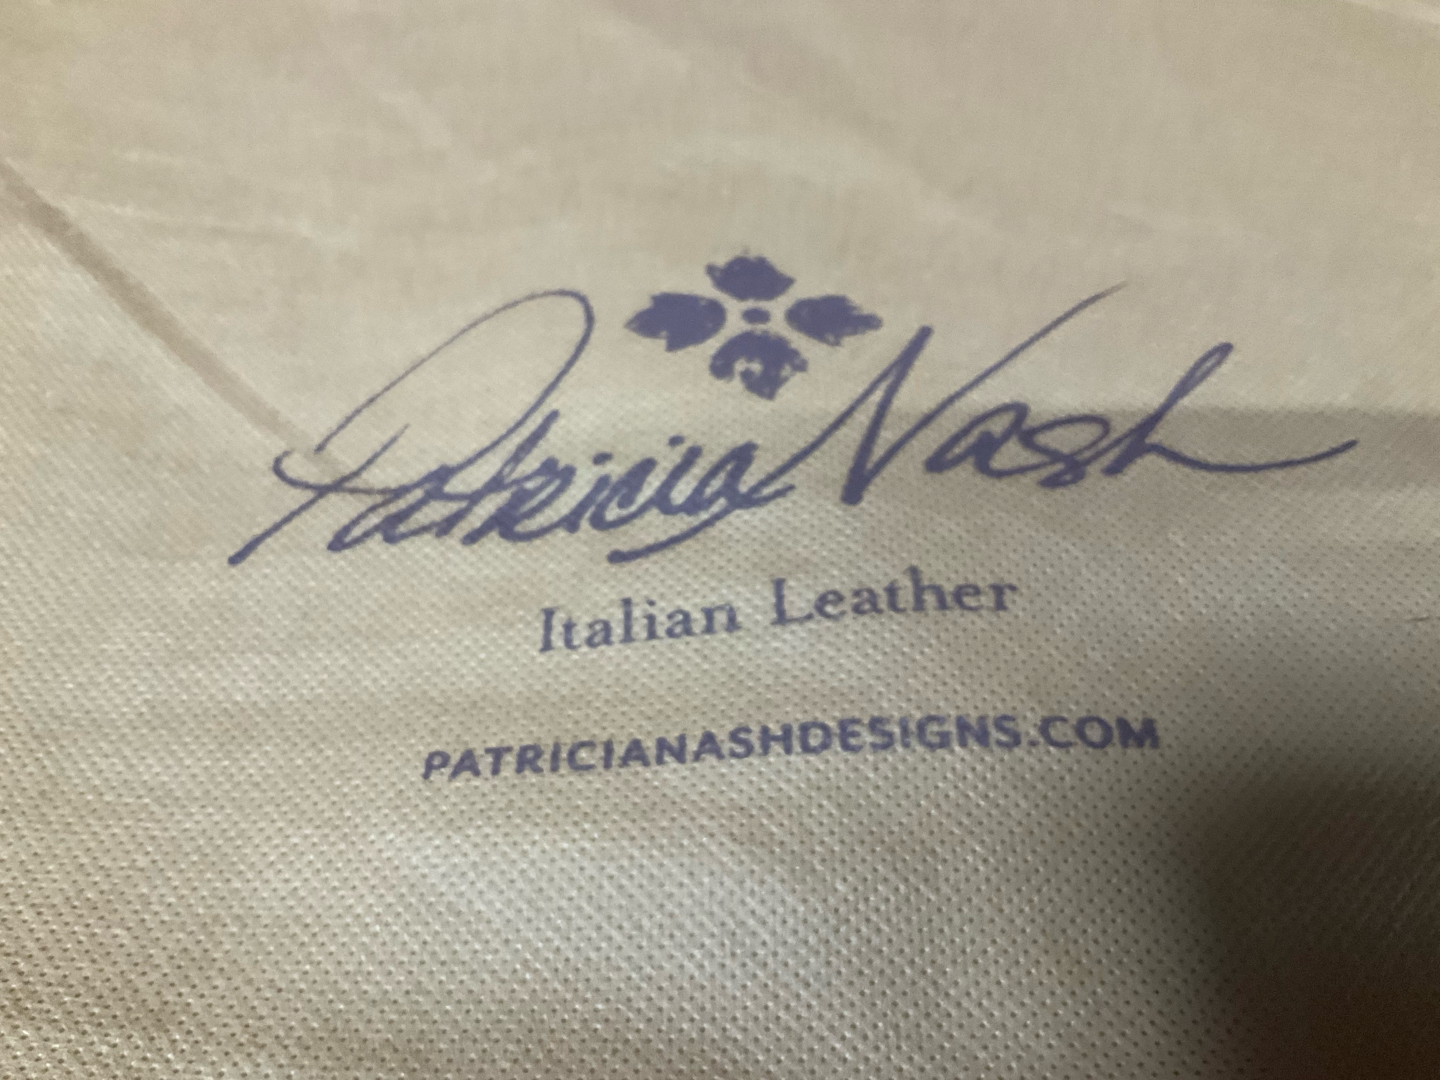 Patricia Nash
Italian Leather
PATRICIANASHDESIGNS.COM